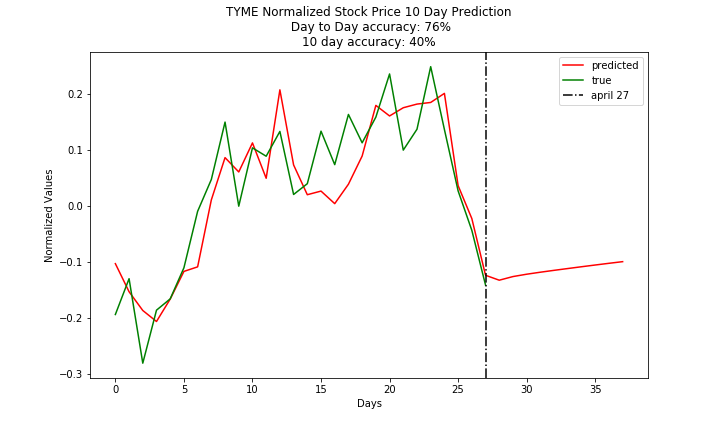 TYME Normalized Stock Price 10 Day Prediction
Day to Day accuracy: 76%
10 day accuracy: 40%
predicted
true
april 27
Normalized Values
0.2
0.1
0.0
−0.1
−0.2
−0.3
0 5 10 15 20 25 30 35
Days